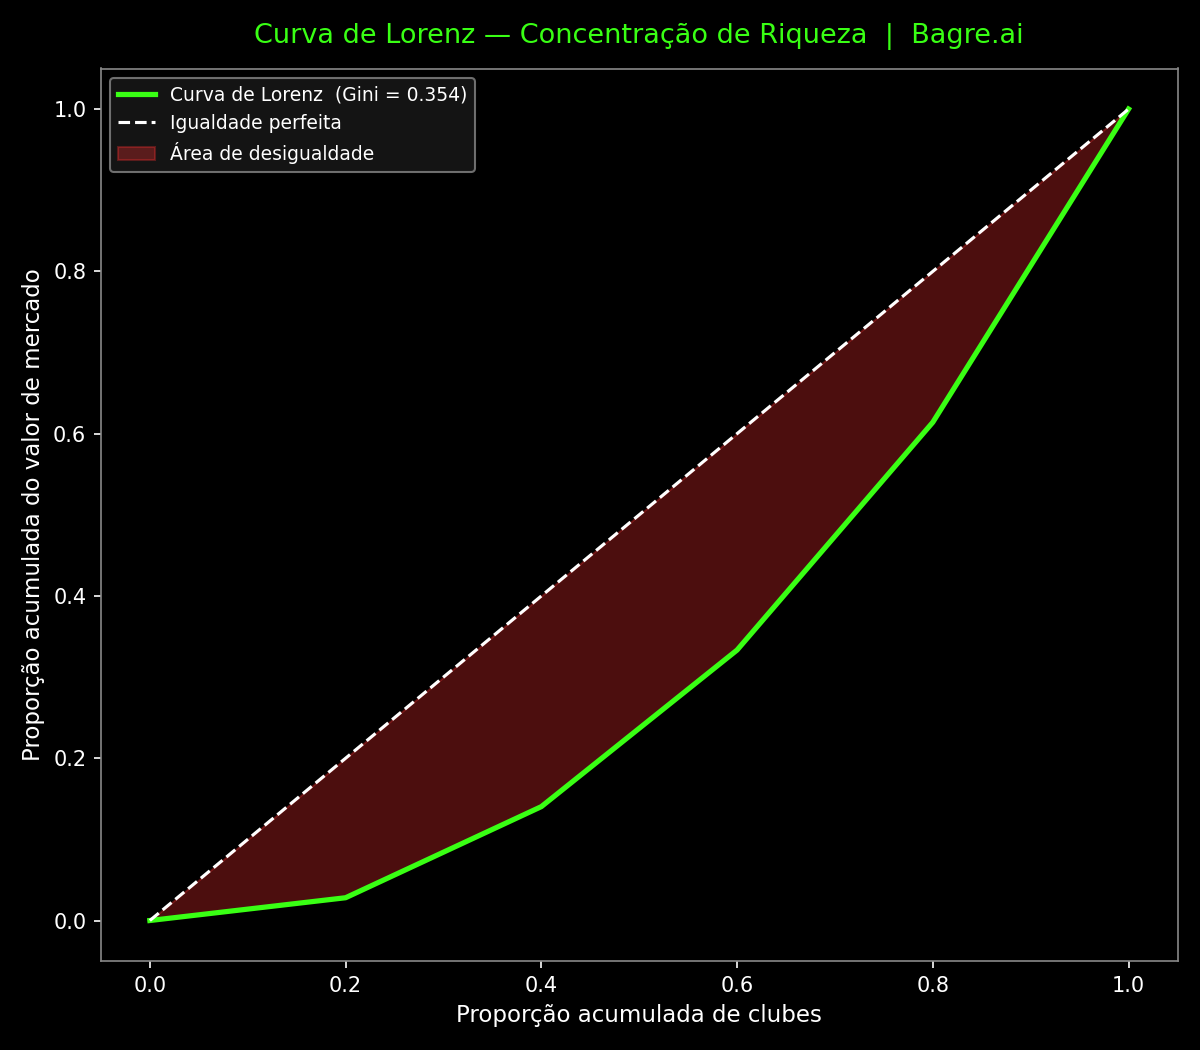 Curva de Lorenz — Concentração de Riqueza | Bagre.ai
Curva de Lorenz (Gini = 0.354)
Igualdade perfeita
Área de desigualdade
Proporção acumulada do valor de mercado
1.0
0.8
0.6
0.4
0.2
0.0
0.0 0.2 0.4 0.6 0.8 1.0
Proporção acumulada de clubes